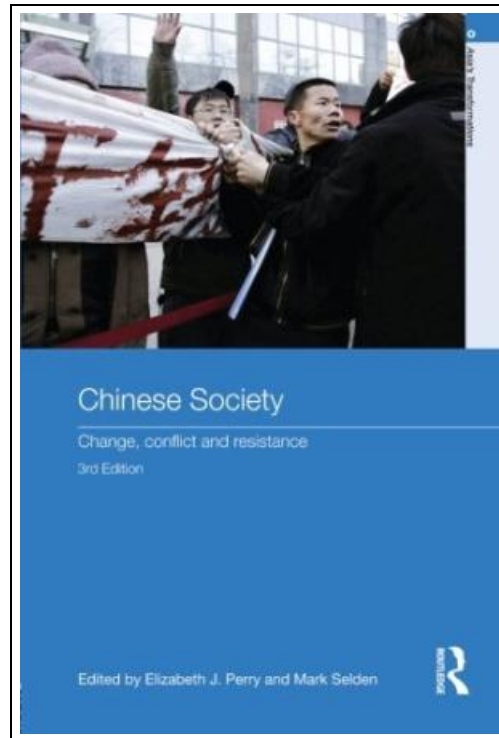 Asia's Transformations
Chinese Society
Change, conflict and resistance
3rd Edition
Edited by Elizabeth J. Perry and Mark Selden
ROUTLEDGE